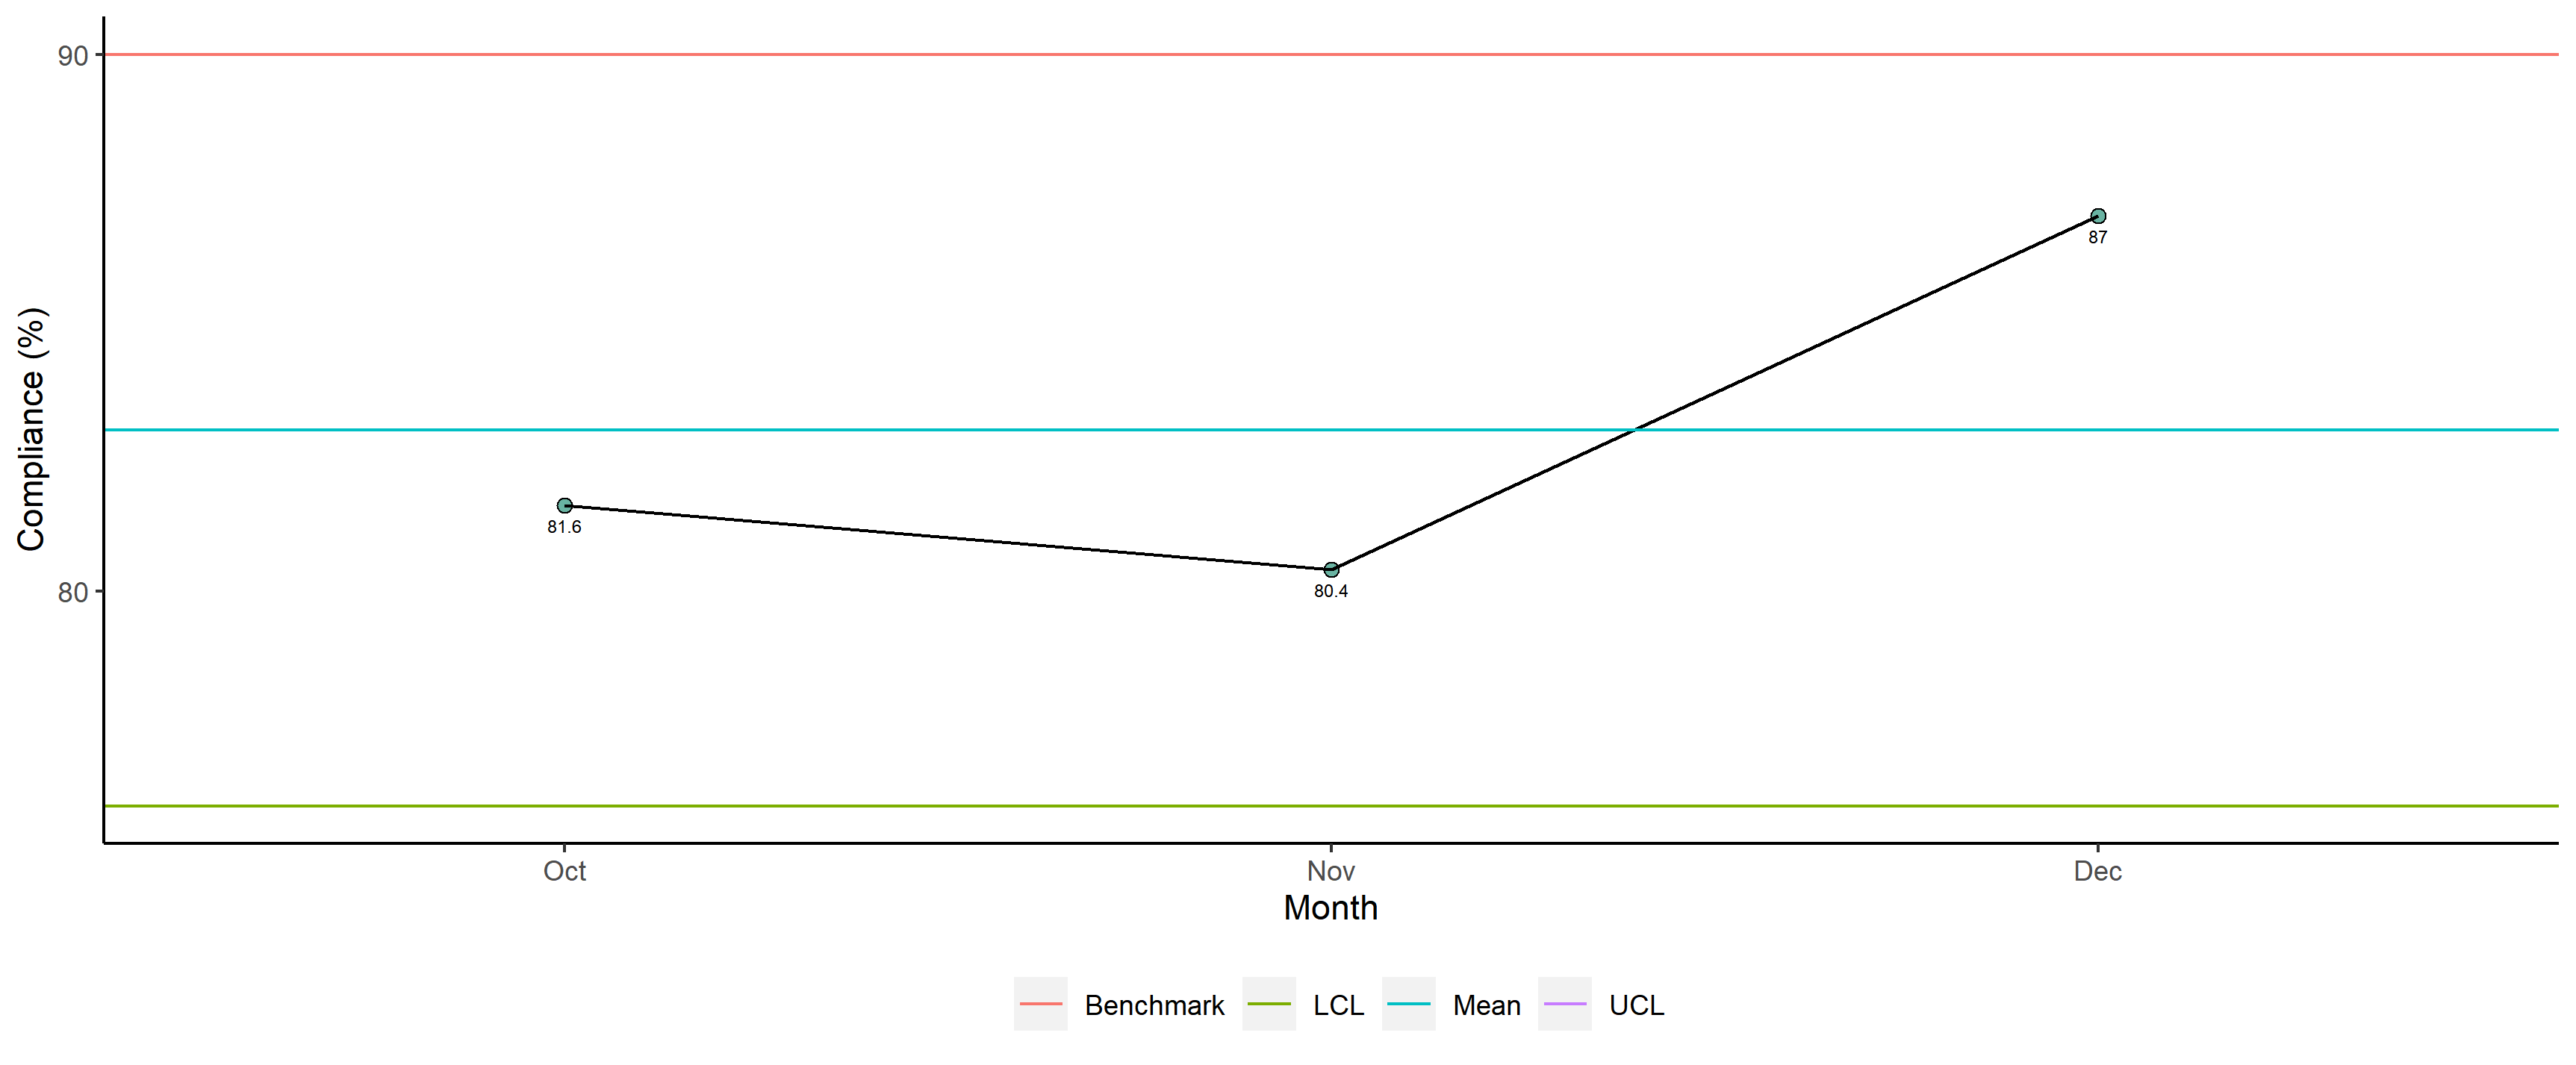 90
80
Compliance (%)
81.6
80.4
87
Oct Nov Dec
Month
Benchmark LCL Mean UCL